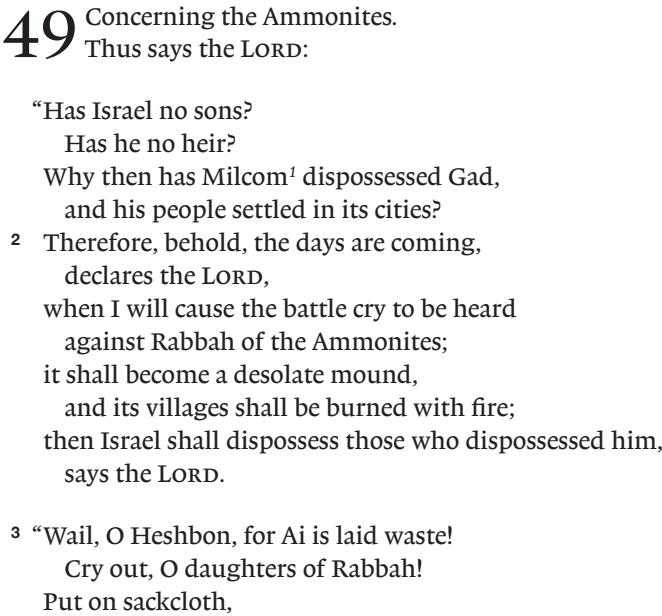 49 Concerning the Ammonites.
Thus says the LORD:
“Has Israel no sons?
Has he no heir?
Why then has Milcom¹ dispossessed Gad,
and his people settled in its cities?
2 Therefore, behold, the days are coming,
declares the LORD,
when I will cause the battle cry to be heard
against Rabbah of the Ammonites;
it shall become a desolate mound,
and its villages shall be burned with fire;
then Israel shall dispossess those who dispossessed him,
says the LORD.
3 “Wail, O Heshbon, for Ai is laid waste!
Cry out, O daughters of Rabbah!
Put on sackcloth,